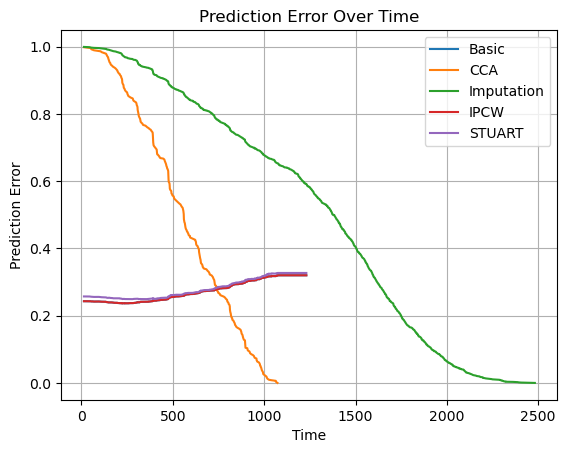 Prediction Error Over Time
Prediction Error
1.0
0.8
0.6
0.4
0.2
0.0
Basic
CCA
Imputation
IPCW
STUART
0
500
1000
1500
2000
2500
Time